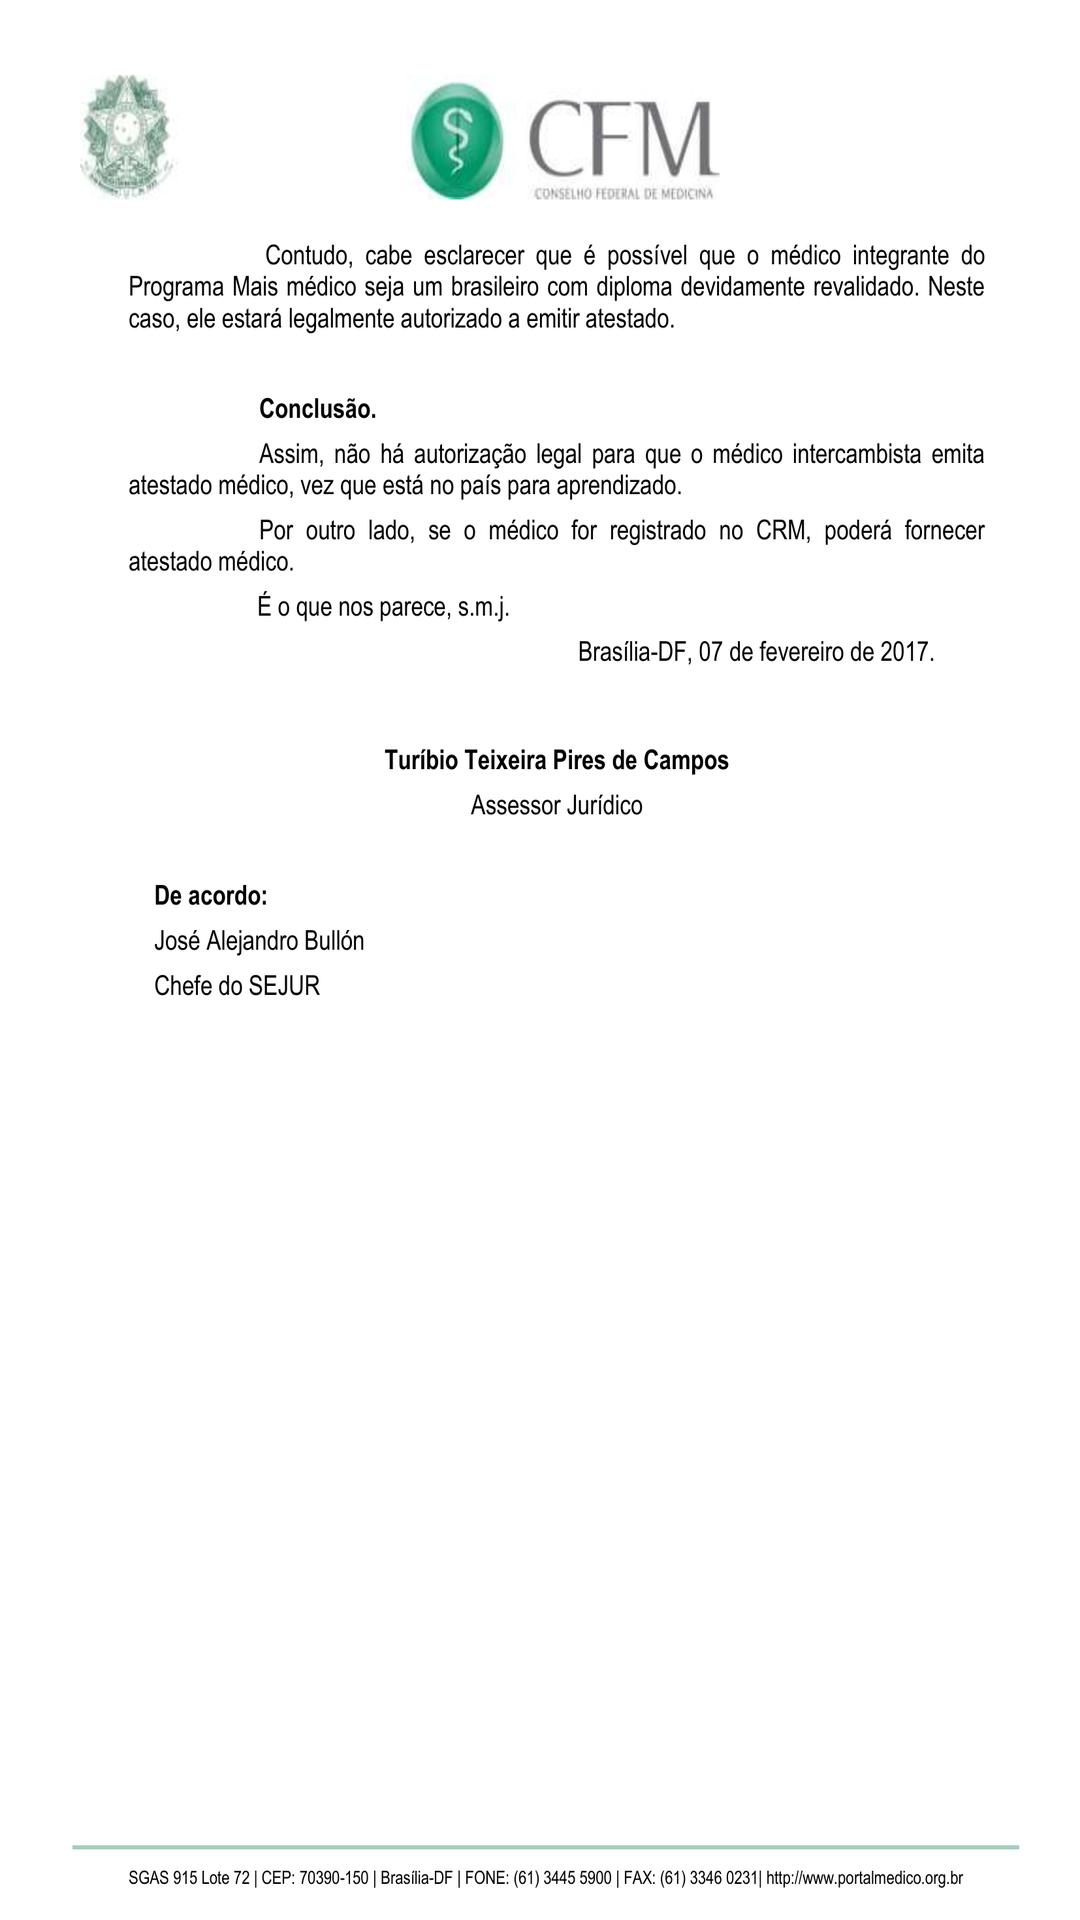 CFM
CONSELHO FEDERAL DE MEDICINA
Contudo, cabe esclarecer que é possível que o médico integrante do
Programa Mais médico seja um brasileiro com diploma devidamente revalidado. Neste
caso, ele estará legalmente autorizado a emitir atestado.
Conclusão.
Assim, não há autorização legal para que o médico intercambista emita
atestado médico, vez que está no país para aprendizado.
Por outro lado, se o médico for registrado no CRM, poderá fornecer
atestado médico.
É o que nos parece, s.m.j.
Brasília-DF, 07 de fevereiro de 2017.
Turíbio Teixeira Pires de Campos
Assessor Jurídico
De acordo:
José Alejandro Bullón
Chefe do SEJUR
SGAS 915 Lote 72 | CEP: 70390-150 | Brasília-DF | FONE: (61) 3445 5900 | FAX: (61) 3346 0231| http://www.portalmedico.org.br